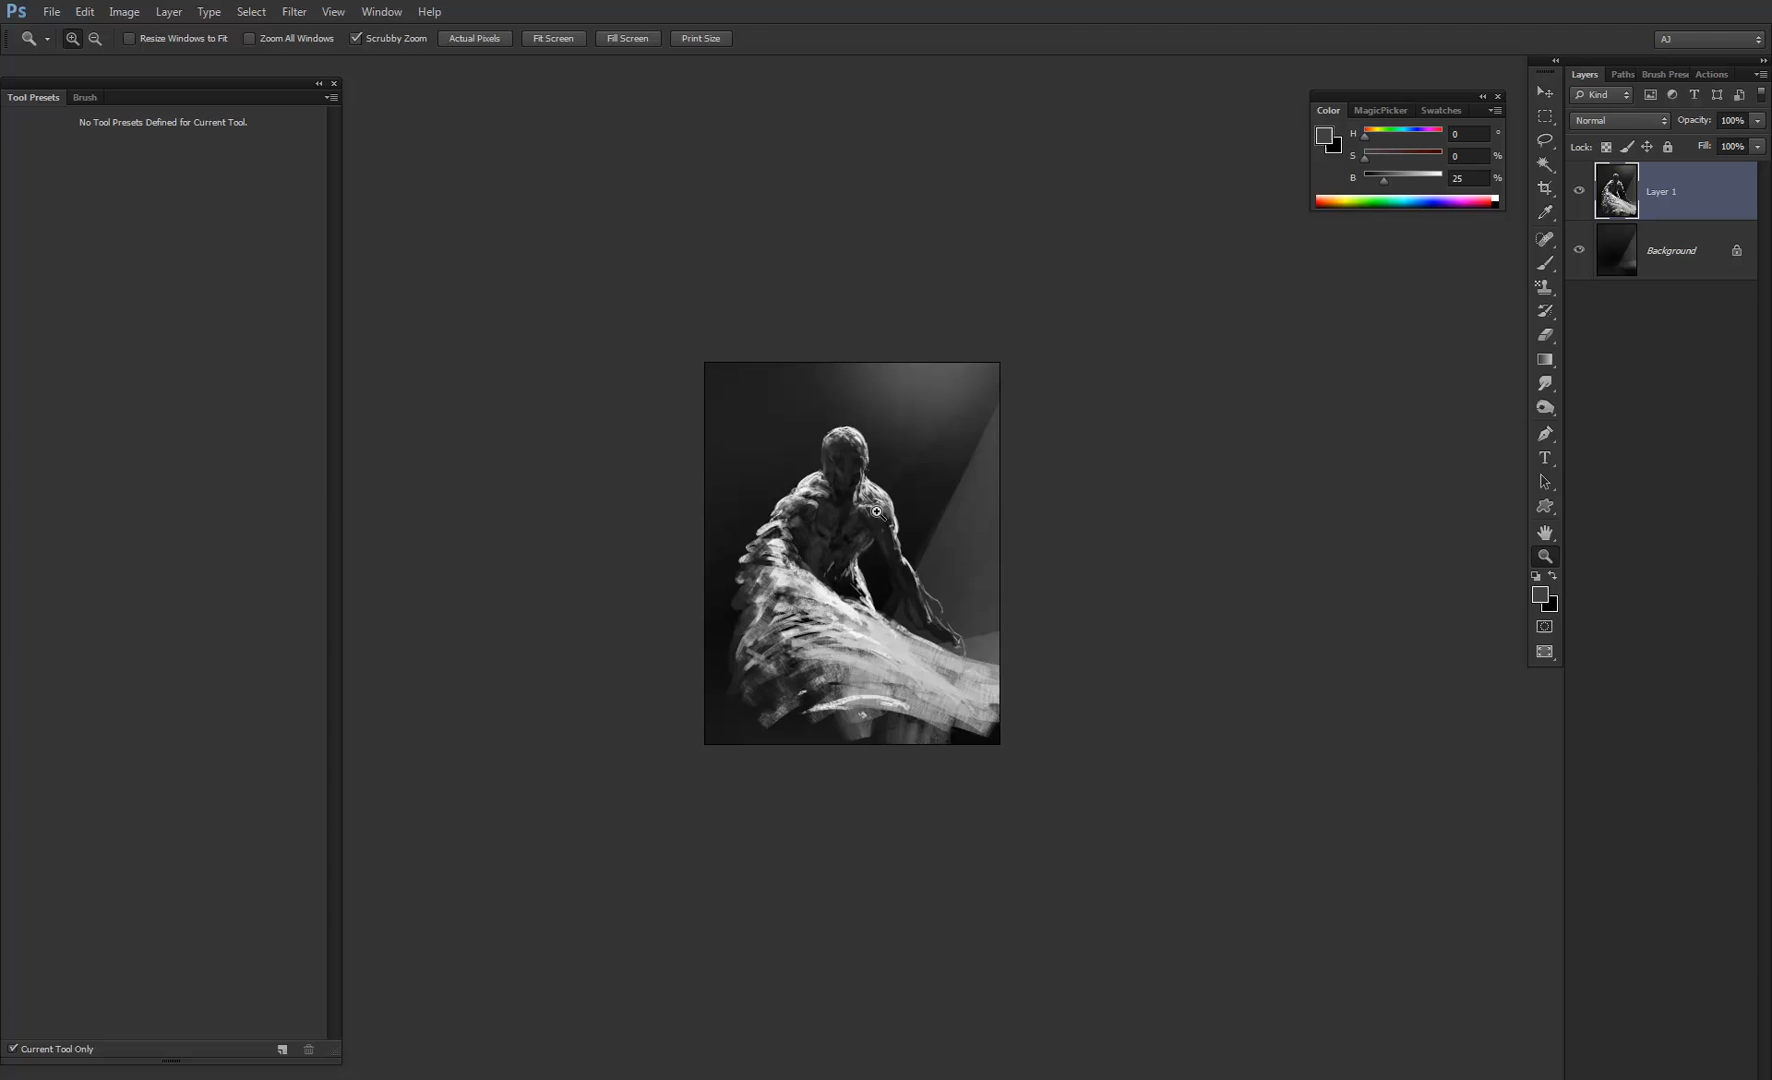 Ps File Edit Image Layer Type Select Filter View Window Help
Resize Windows to Fit Zoom All Windows Scrubby Zoom Actual Pixels Fit Screen Fill Screen Print Size AJ
Tool Presets Brush
No Tool Presets Defined for Current Tool.
Color MagicPicker Swatches
H 0 °
S 0 %
B 25 %
Layers Paths Brush Prese Actions
Kind T
Normal Opacity: 100%
Lock: Fill: 100%
Layer 1
Background
T
Current Tool Only